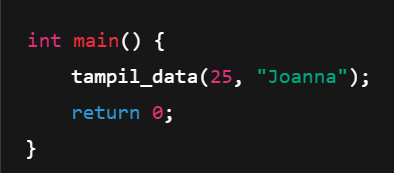 int main() {
    tampil_data(25, "Joanna");
    return 0;
}